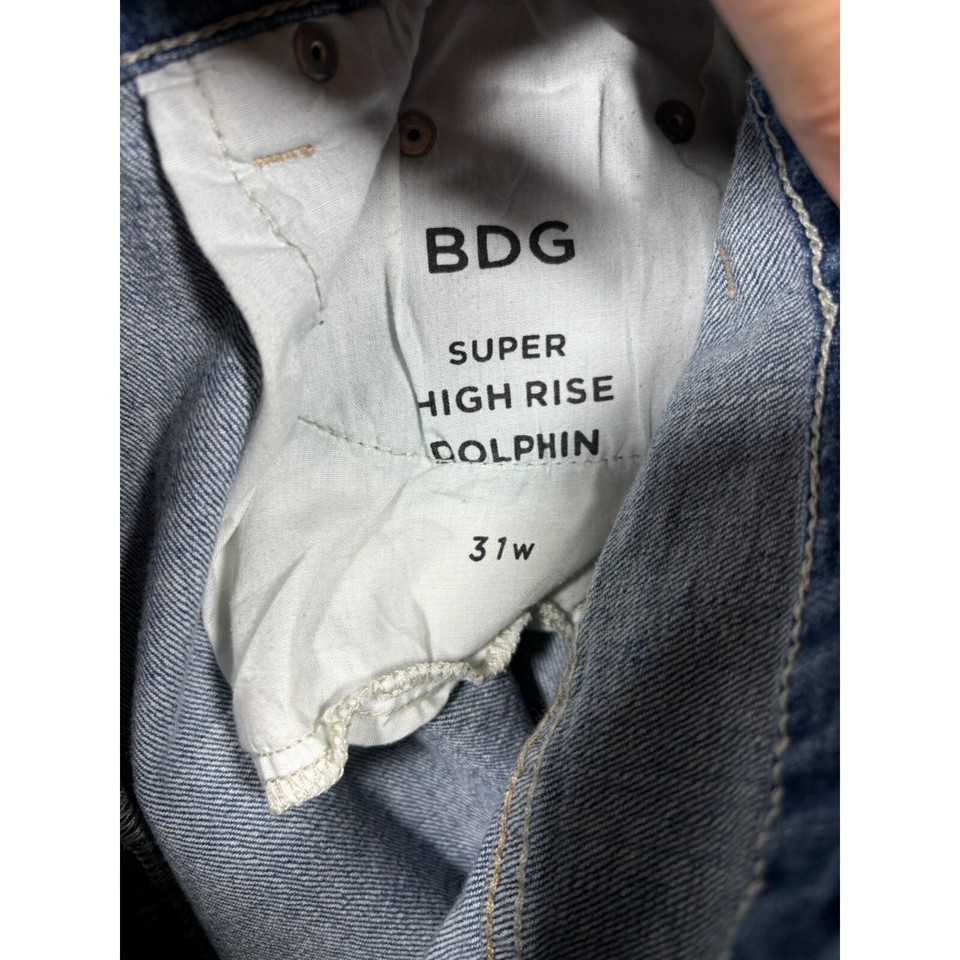 BDG
SUPER
HIGH RISE
DOLPHIN
31w